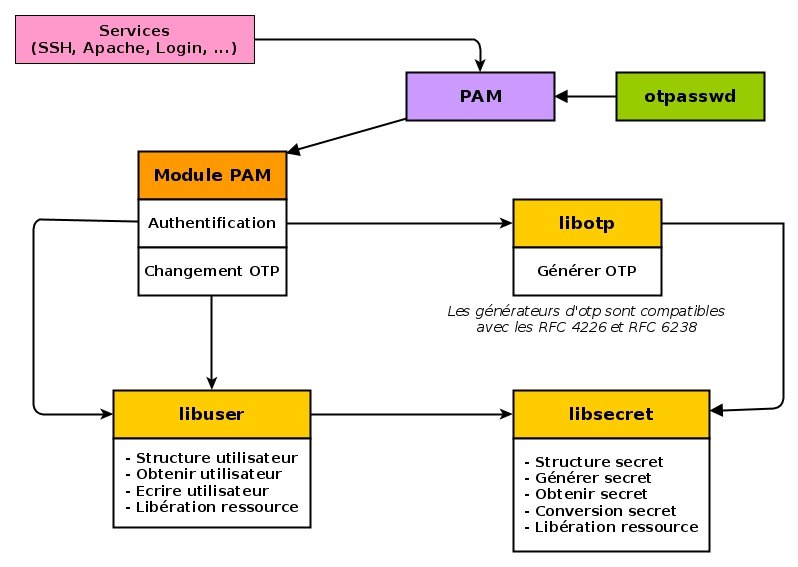 Services
(SSH, Apache, Login, ...)
PAM
otpasswd
Module PAM
Authentification
Changement OTP
libotp
Générer OTP
Les générateurs d'otp sont compatibles
avec les RFC 4226 et RFC 6238
libuser
- Structure utilisateur
- Obtenir utilisateur
- Ecrire utilisateur
- Libération ressource
libsecret
- Structure secret
- Générer secret
- Obtenir secret
- Conversion secret
- Libération ressource